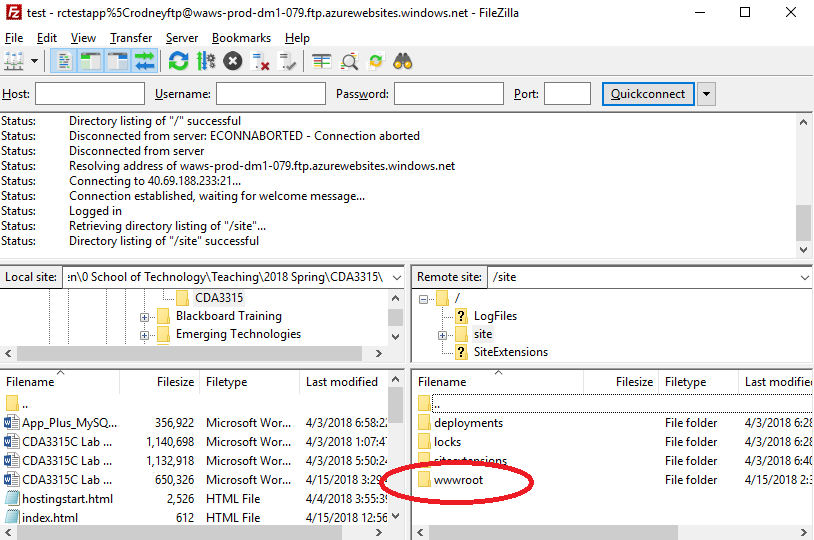 test - rctestapp%5Crodneyftp@waws-prod-dm1-079.ftp.azurewebsites.windows.net - FileZilla
File Edit View Transfer Server Bookmarks Help
Host: Username: Password: Port: Quickconnect
Status: Directory listing of "/" successful
Status: Disconnected from server: ECONNABORTED - Connection aborted
Status: Disconnected from server
Status: Resolving address of waws-prod-dm1-079.ftp.azurewebsites.windows.net
Status: Connecting to 40.69.188.233:21...
Status: Connection established, waiting for welcome message...
Status: Logged in
Status: Retrieving directory listing of "/site"...
Status: Directory listing of "/site" successful
Local site: :n\0 School of Technology\Teaching\2018 Spring\CDA3315\
CDA3315
Blackboard Training
Emerging Technologies
Remote site: /site
/
LogFiles
site
SiteExtensions
Filename Filesize Filetype Last modified
..
App_Plus_MySQ... 356,922 Microsoft Wor... 4/3/2018 6:58:22
CDA3315C Lab ... 1,140,698 Microsoft Wor... 4/3/2018 1:07:47
CDA3315C Lab ... 1,132,918 Microsoft Wor... 4/3/2018 5:50:24
CDA3315C Lab ... 650,326 Microsoft Wor... 4/15/2018 3:29:4
hostingstart.html 2,526 HTML File 4/4/2018 3:55:39
index.html 612 HTML File 4/15/2018 12:56
Filename Filesize Filetype Last modified
..
deployments File folder 4/3/2018 6:28
locks File folder 4/3/2018 6:28
siteextensions File folder 4/3/2018 6:40
wwwroot File folder 4/15/2018 2:3